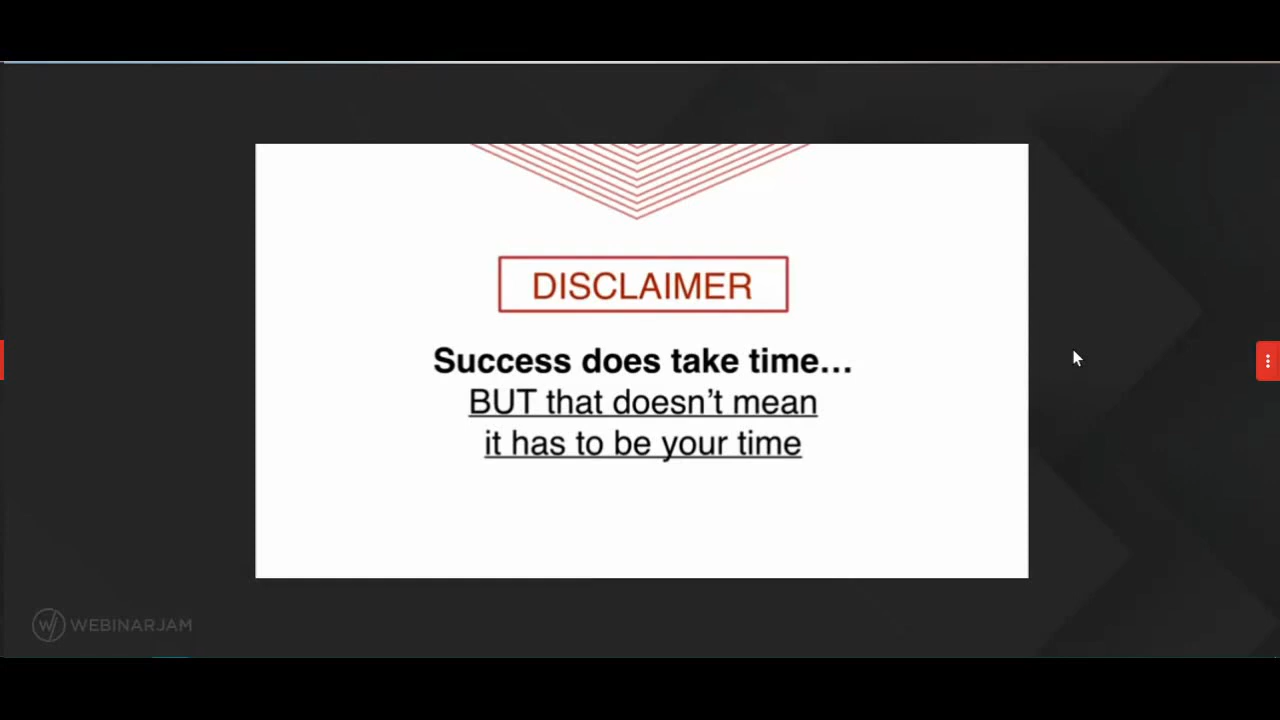 DISCLAIMER
Success does take time…
BUT that doesn’t mean
it has to be your time
WEBINARJAM